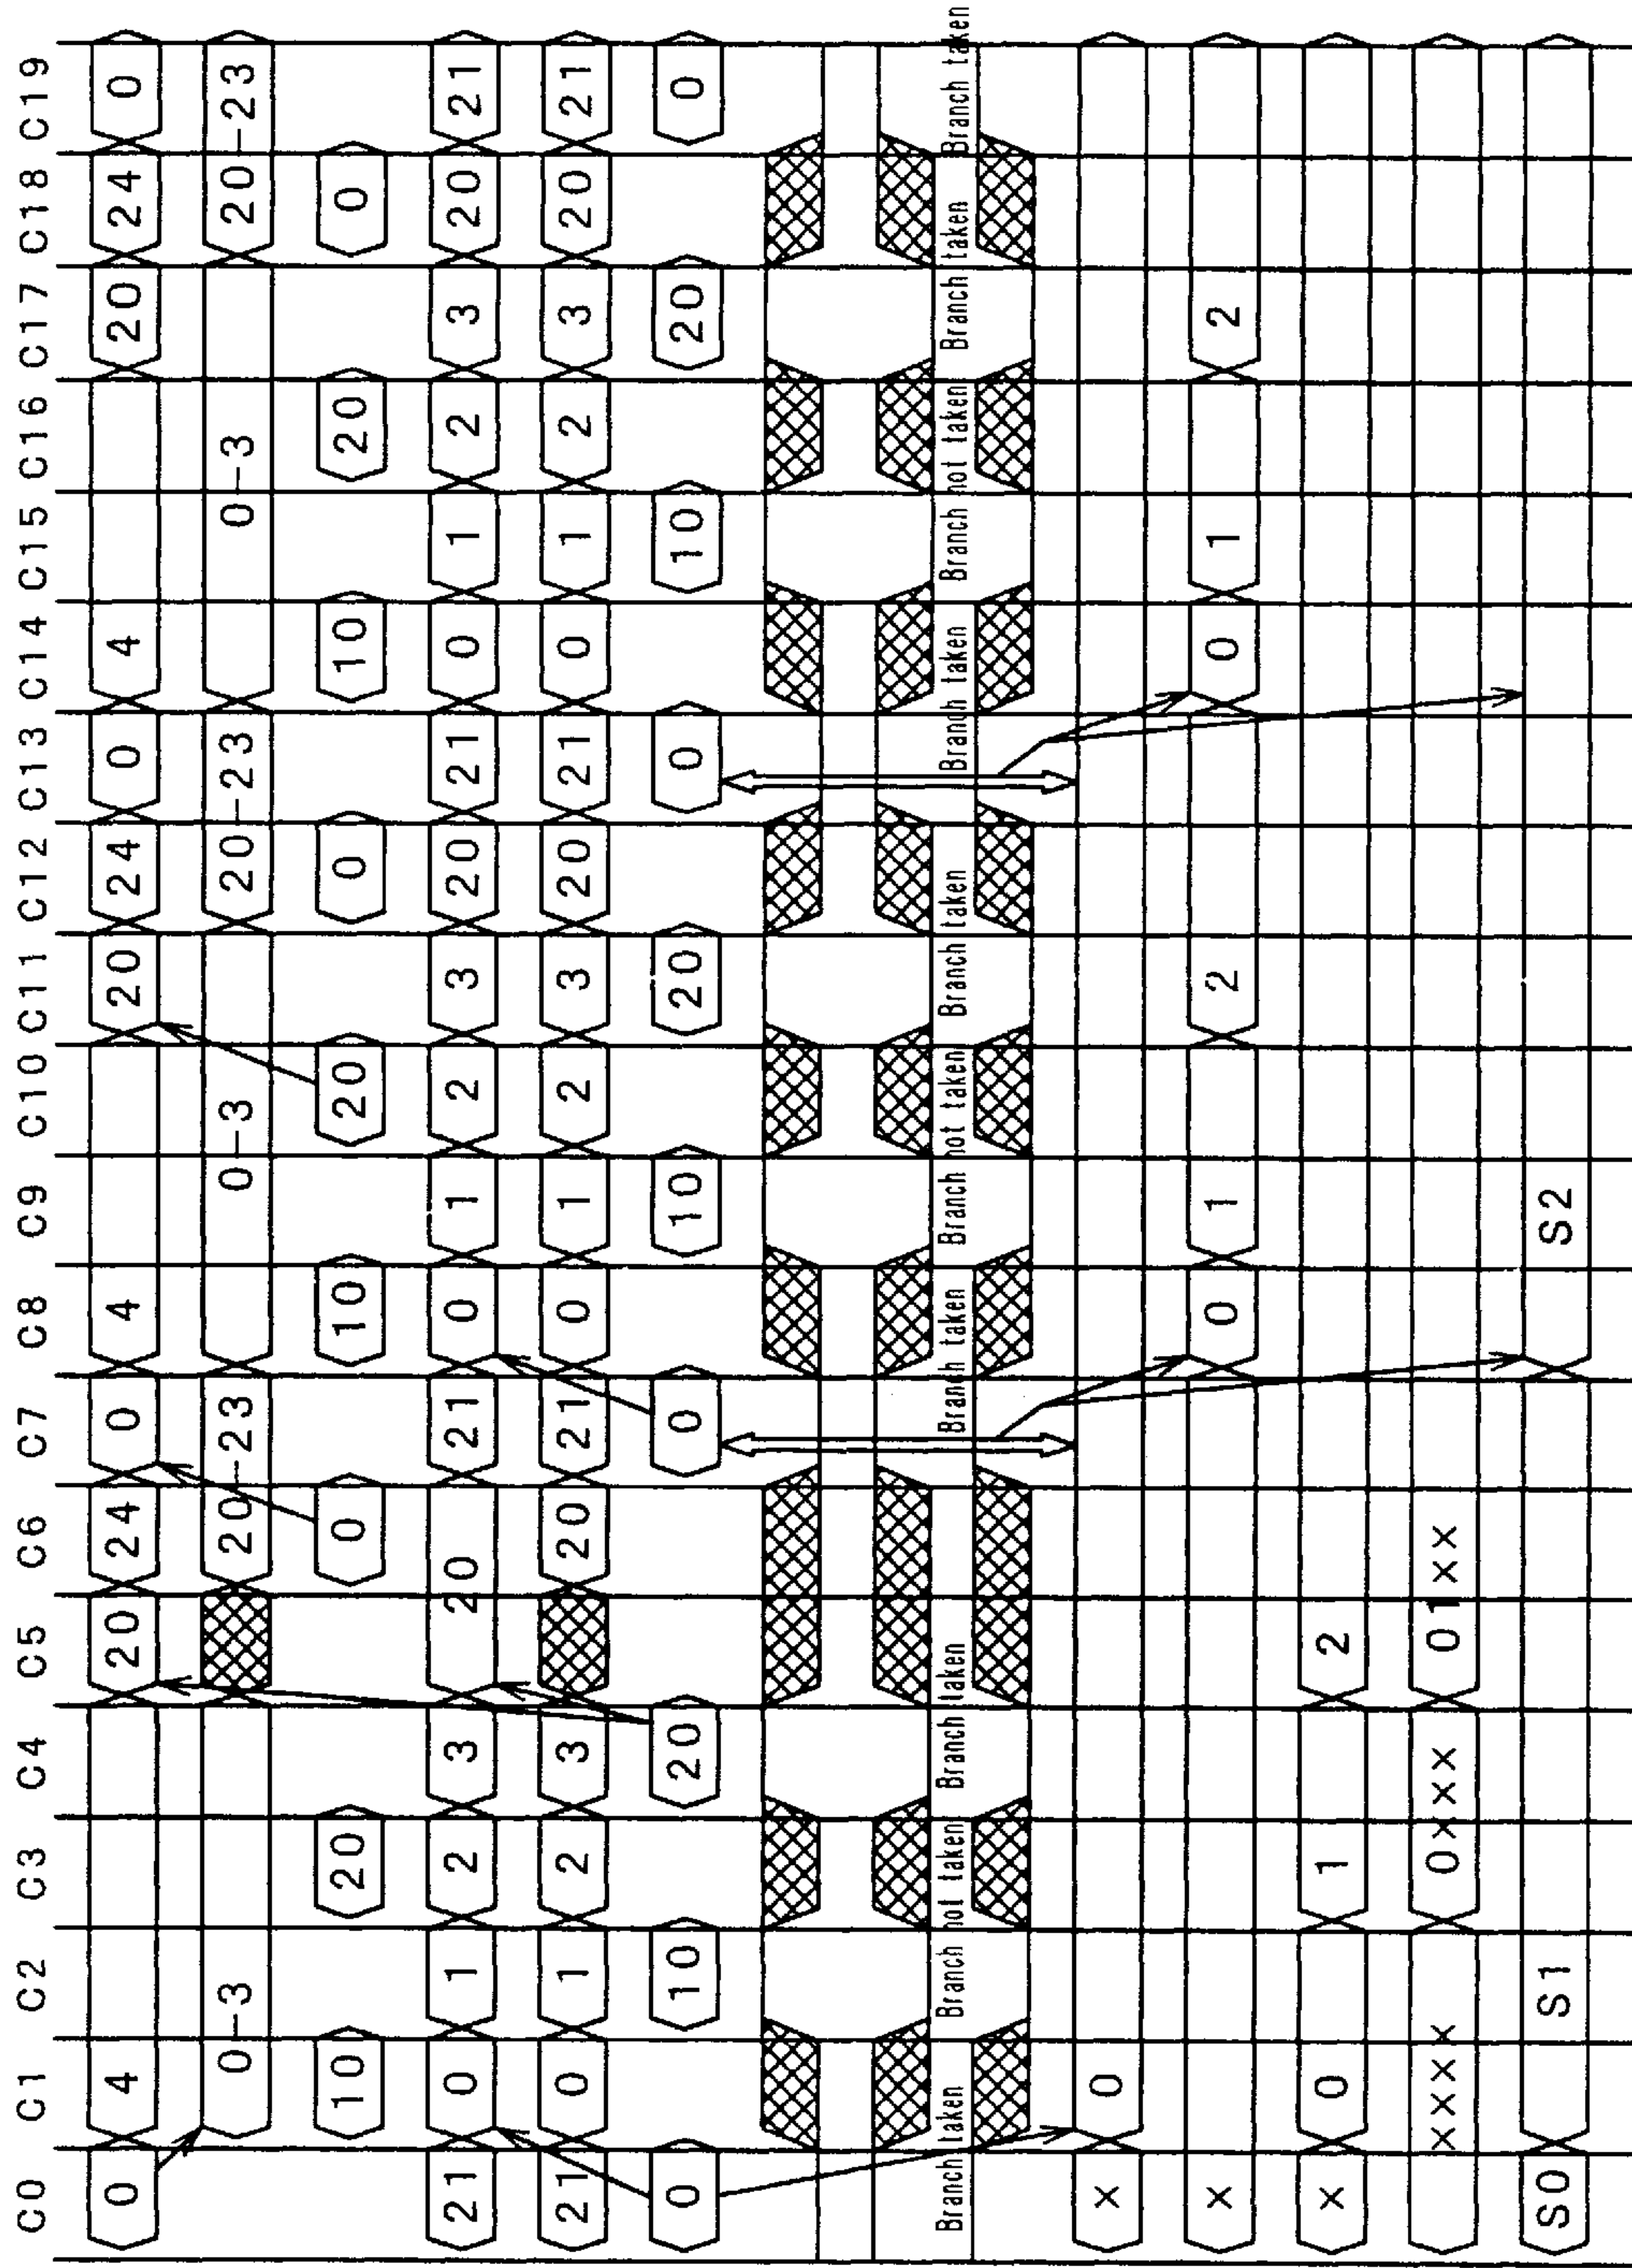 C0 C1 C2 C3 C4 C5 C6 C7 C8 C9 C10 C11 C12 C13 C14 C15 C16 C17 C18 C19
0 4 20 24 0 4 20 24 0 4 20 24 0
0-3 20-23 0-3 20-23 0-3 20-23
10 20 0 10 20 0 10 20 0
21 0 1 2 3 20 21 0 1 2 3 20 21 0 1 2 3 20 21
21 0 1 2 3 20 21 0 1 2 3 20 21 0 1 2 3 20 21
0 10 20 0 10 20 0 10 20 0
Branch taken Branch not taken Branch taken Branch taken Branch not taken Branch taken Branch taken Branch not taken Branch taken Branch taken
× 0
× 0 1 2 0 1 2
× 0 1 2
×××× 0××× 01××
S0 S1 S2